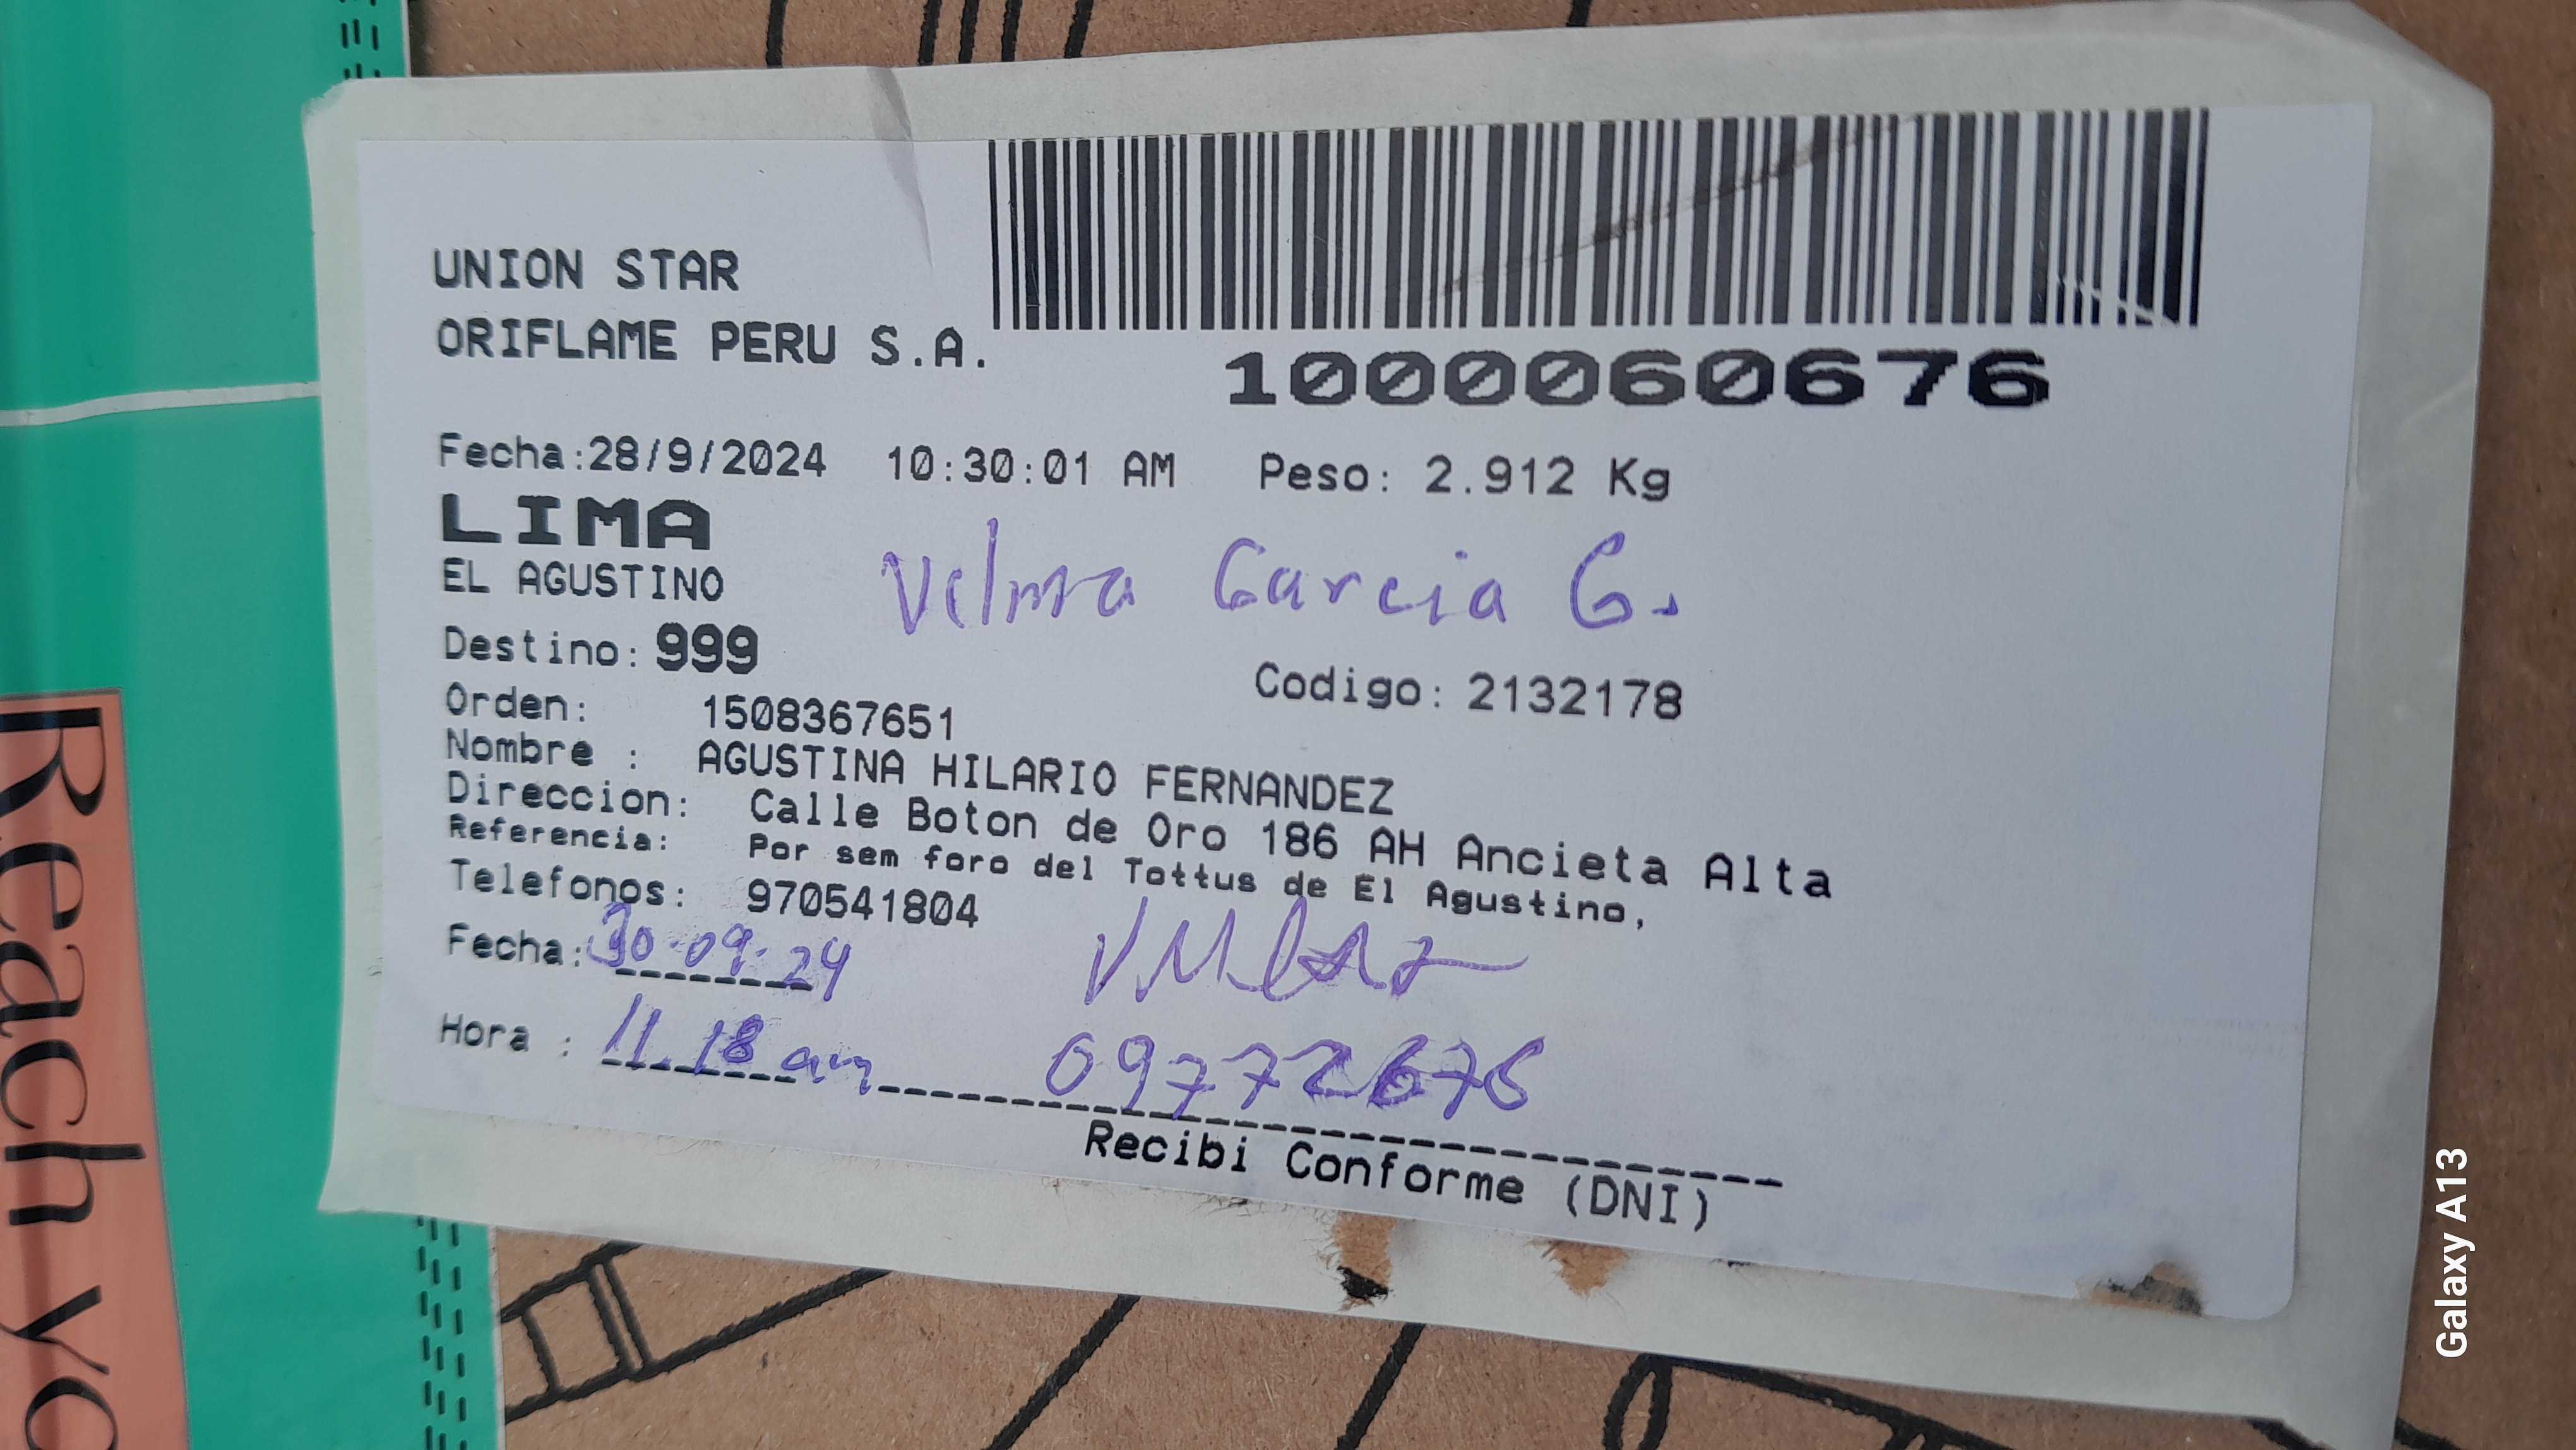 UNION STAR
ORIFLAME PERU S.A.
1000060676
Fecha:28/9/2024 10:30:01 AM Peso: 2.912 Kg
LIMA
EL AGUSTINO
Velma Garcia G.
Destino: 999
Codigo: 2132178
Orden: 1508367651
Nombre : AGUSTINA HILARIO FERNANDEZ
Direccion: Calle Boton de Oro 186 AH Ancieta Alta
Referencia: Por sem foro del Tottus de El Agustino,
Telefonos: 970541804
Fecha: 30-09-24
Hora : 11.18 am
Recibi Conforme (DNI)
Reach yo
Galaxy A13